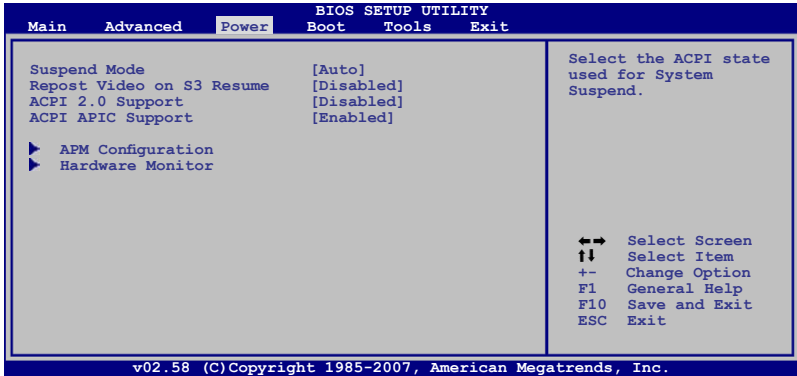 BIOS SETUP UTILITY
Main Advanced Power Boot Tools Exit
Suspend Mode [Auto]
Repost Video on S3 Resume [Disabled]
ACPI 2.0 Support [Disabled]
ACPI APIC Support [Enabled]
APM Configuration
Hardware Monitor
Select the ACPI state
used for System
Suspend.
←→ Select Screen
↑↓ Select Item
+- Change Option
F1 General Help
F10 Save and Exit
ESC Exit
v02.58 (C)Copyright 1985-2007, American Megatrends, Inc.